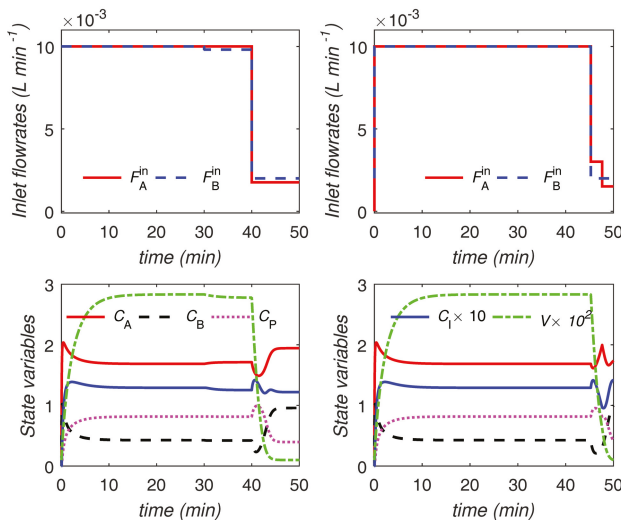 × 10⁻³
10
5
0
Inlet flowrates (L min⁻¹)
F_A^in F_B^in
0 10 20 30 40 50
time (min)
× 10⁻³
10
5
0
Inlet flowrates (L min⁻¹)
F_A^in F_B^in
0 10 20 30 40 50
time (min)
3
2
1
0
State variables
C_A C_B C_P
0 10 20 30 40 50
time (min)
3
2
1
0
State variables
C_I × 10 V × 10²
0 10 20 30 40 50
time (min)